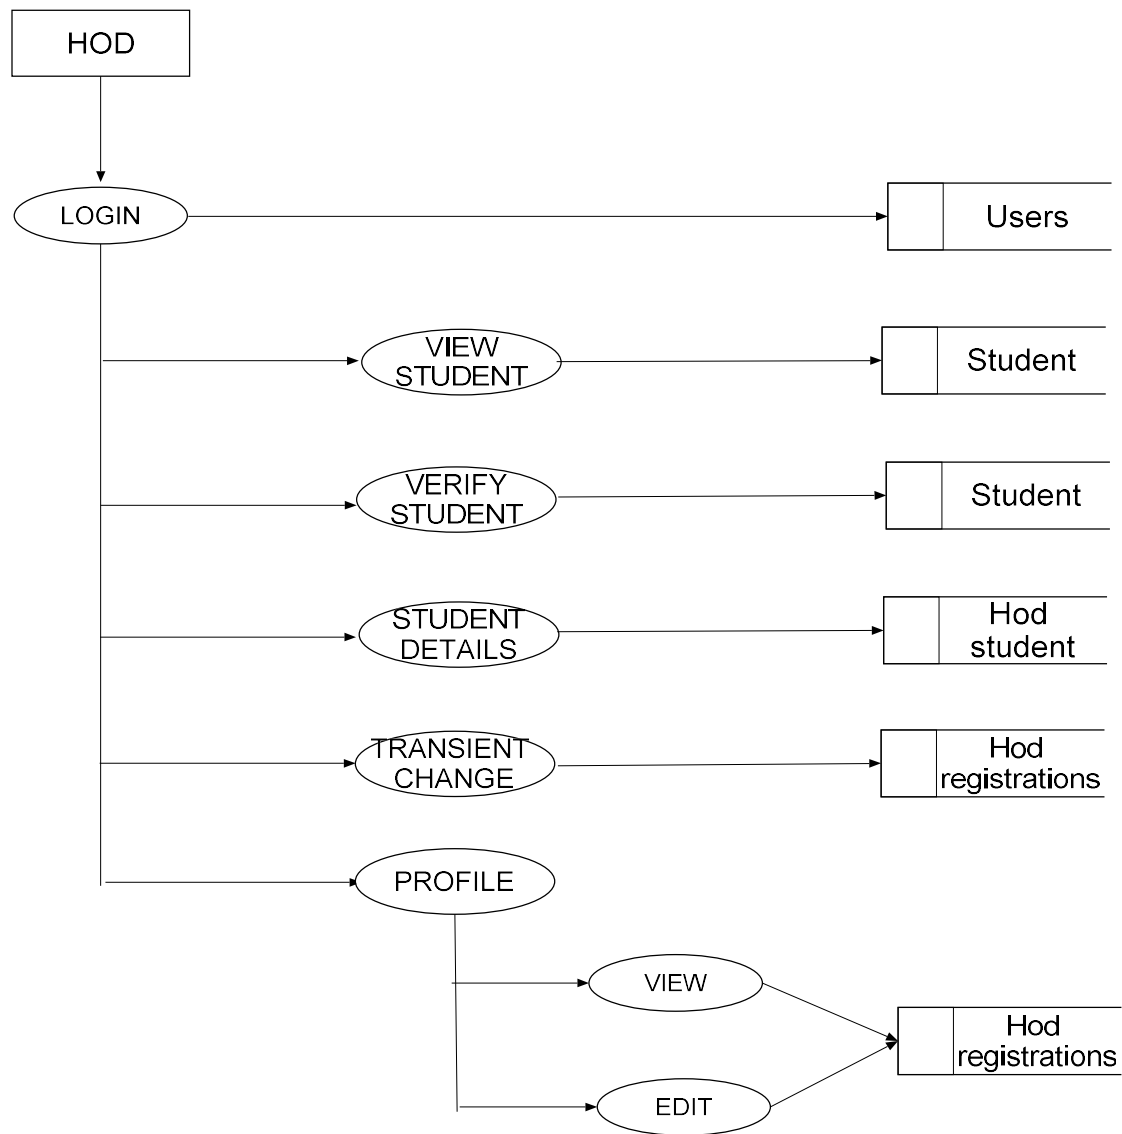 HOD
LOGIN
Users
VIEW
STUDENT
Student
VERIFY
STUDENT
Student
STUDENT
DETAILS
Hod
student
TRANSIENT
CHANGE
Hod
registrations
PROFILE
VIEW
Hod
registrations
EDIT